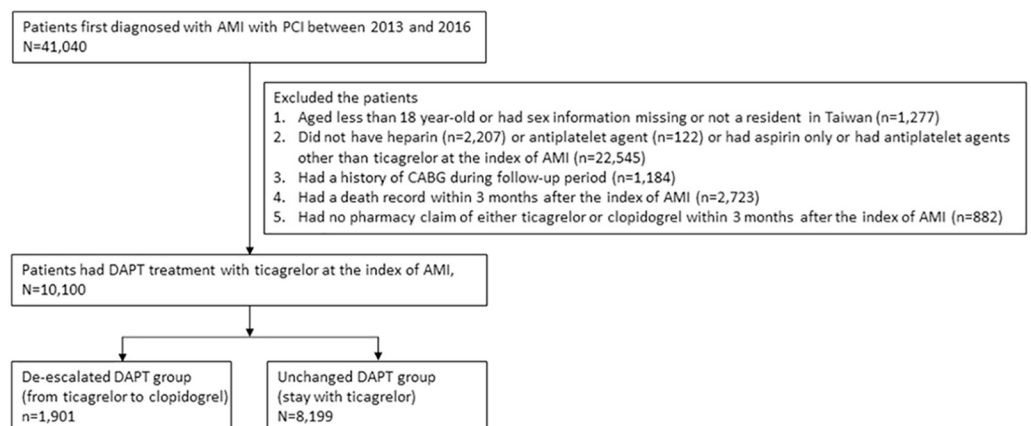 Patients first diagnosed with AMI with PCI between 2013 and 2016
N=41,040
Excluded the patients
1. Aged less than 18 year-old or had sex information missing or not a resident in Taiwan (n=1,277)
2. Did not have heparin (n=2,207) or antiplatelet agent (n=122) or had aspirin only or had antiplatelet agents
other than ticagrelor at the index of AMI (n=22,545)
3. Had a history of CABG during follow-up period (n=1,184)
4. Had a death record within 3 months after the index of AMI (n=2,723)
5. Had no pharmacy claim of either ticagrelor or clopidogrel within 3 months after the index of AMI (n=882)
Patients had DAPT treatment with ticagrelor at the index of AMI,
N=10,100
De-escalated DAPT group
(from ticagrelor to clopidogrel)
n=1,901
Unchanged DAPT group
(stay with ticagrelor)
N=8,199